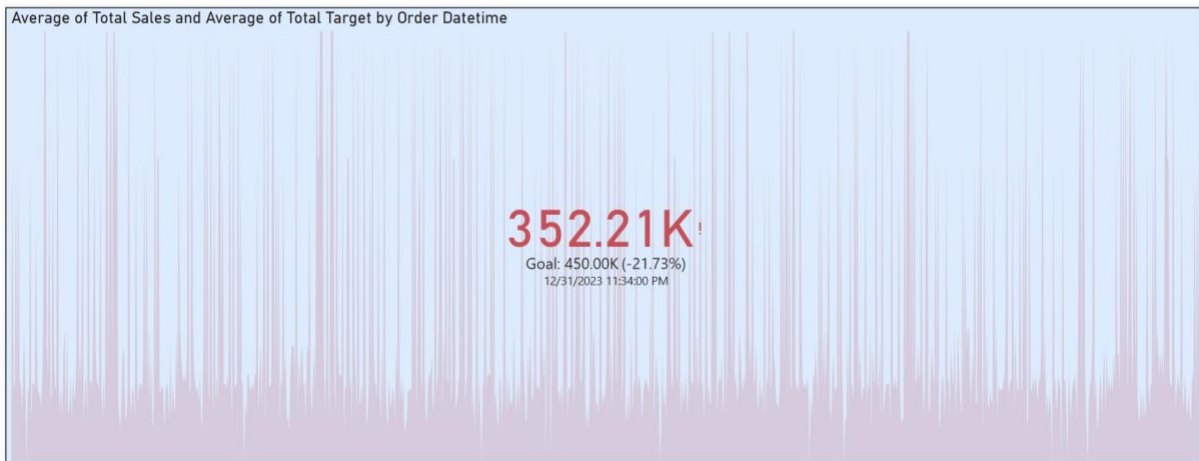 Average of Total Sales and Average of Total Target by Order Datetime
352.21K!
Goal: 450.00K (-21.73%)
12/31/2023 11:34:00 PM